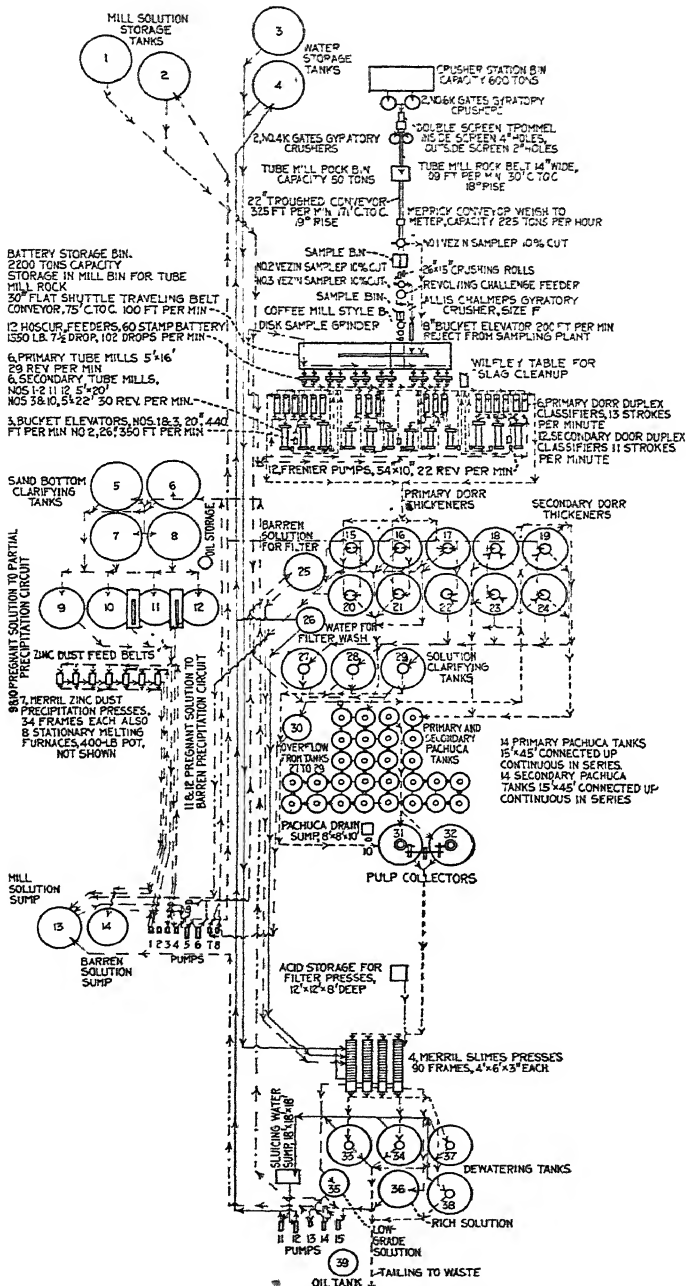 MILL SOLUTION
STORAGE
TANKS
1
2
3
4
WATER
STORAGE
TANKS
CRUSHER STATION BIN
CAPACITY 600 TONS
2, NO.6K GATES GYRATORY
CRUSHERS
DOUBLE SCREEN TROMMEL
INSIDE SCREEN 4" HOLES,
OUTSIDE SCREEN 2" HOLES
2, NO.4K GATES GYRATORY
CRUSHERS
TUBE MILL ROCK BIN
CAPACITY 50 TONS
TUBE MILL ROCK BELT 14" WIDE,
FT PER MIN 30' C.TO C
18° RISE
22" TROUGHED CONVEYOR
325 FT PER MIN 171' C.TO C.
19° RISE
MERRICK CONVEYOR WEIGH TO
METER, CAPACITY 225 TONS PER HOUR
NO.1 VEZIN SAMPLER 10% CUT
SAMPLE BIN
NO.2 VEZIN SAMPLER 10% CUT
NO.3 VEZIN SAMPLER 10% CUT
26"x15" CRUSHING ROLLS
REVOLVING CHALLENGE FEEDER
SAMPLE BIN
ALLIS CHALMERS GYRATORY
CRUSHER, SIZE F
COFFEE MILL STYLE B
DISK SAMPLE GRINDER
18" BUCKET ELEVATOR 200 FT PER MIN
REJECT FROM SAMPLING PLANT
BATTERY STORAGE BIN.
2200 TONS CAPACITY
STORAGE IN MILL BIN FOR TUBE
MILL ROCK
30" FLAT SHUTTLE TRAVELING BELT
CONVEYOR, 75' C.TO C. 100 FT PER MIN
12 HOSCUR, FEEDERS, 60 STAMP BATTERY
1550 LB. 7½ DROP, 102 DROPS PER MIN
6, PRIMARY TUBE MILLS 5'x16'
29 REV PER MIN
6, SECONDARY TUBE MILLS,
NOS 1-2 11 12 5'x20'
NOS 3 8-10, 5'x22' 30 REV. PER MIN.
3, BUCKET ELEVATORS, NOS. 1 & 3, 20", 440
FT PER MIN NO 2, 26", 350 FT PER MIN
WILFLEY TABLE FOR
SLAG CLEANUP
6, PRIMARY DORR DUPLEX
CLASSIFIERS, 13 STROKES
PER MINUTE
12, SECONDARY DOOR DUPLEX
CLASSIFIERS 11 STROKES
PER MINUTE
12, FRENIER PUMPS, 54"x10", 22 REV PER MIN
SAND BOTTOM
CLARIFYING
TANKS
5
6
7
8
OIL STORAGE
9
10
11
12
PRIMARY DORR
THICKENERS
SECONDARY DORR
THICKENERS
BARREN
SOLUTION
FOR FILTER
15
16
17
18
19
25
20
21
22
23
24
26
WATER FOR
FILTER WASH
SOLUTION
CLARIFYING
TANKS
27
28
29
9&10 PREGNANT SOLUTION TO PARTIAL
PRECIPITATION CIRCUIT
ZINC DUST FEED BELTS
7, MERRIL ZINC DUST
PRECIPITATION PRESSES,
34 FRAMES EACH ALSO
8 STATIONARY MELTING
FURNACES, 400-LB POT,
NOT SHOWN
11 & 12 PREGNANT SOLUTION TO
BARREN PRECIPITATION CIRCUIT
30
OVERFLOW
FROM TANKS
27 TO 29
PRIMARY AND
SECONDARY
PACHUCA
TANKS
14 PRIMARY PACHUCA TANKS
15'x45' CONNECTED UP
CONTINUOUS IN SERIES.
14 SECONDARY PACHUCA
TANKS 15'x45' CONNECTED UP
CONTINUOUS IN SERIES
PACHUCA DRAIN
SUMP, 8'x8'x10'
10
31
32
PULP COLLECTORS
MILL
SOLUTION
SUMP
13
14
BARREN
SOLUTION
SUMP
1 2 3 4 5 6 7 8
PUMPS
ACID STORAGE FOR
FILTER PRESSES,
12'x12'x8' DEEP
4, MERRIL SLIMES PRESSES
90 FRAMES, 4'x6'x3" EACH
SLUICING WATER
SUMP, 18'x18'x18'
33
34
37
DEWATERING TANKS
35
36
38
RICH SOLUTION
11 12 13 14 15
PUMPS
LOW-
GRADE
SOLUTION
39
OIL TANK
TAILING TO WASTE